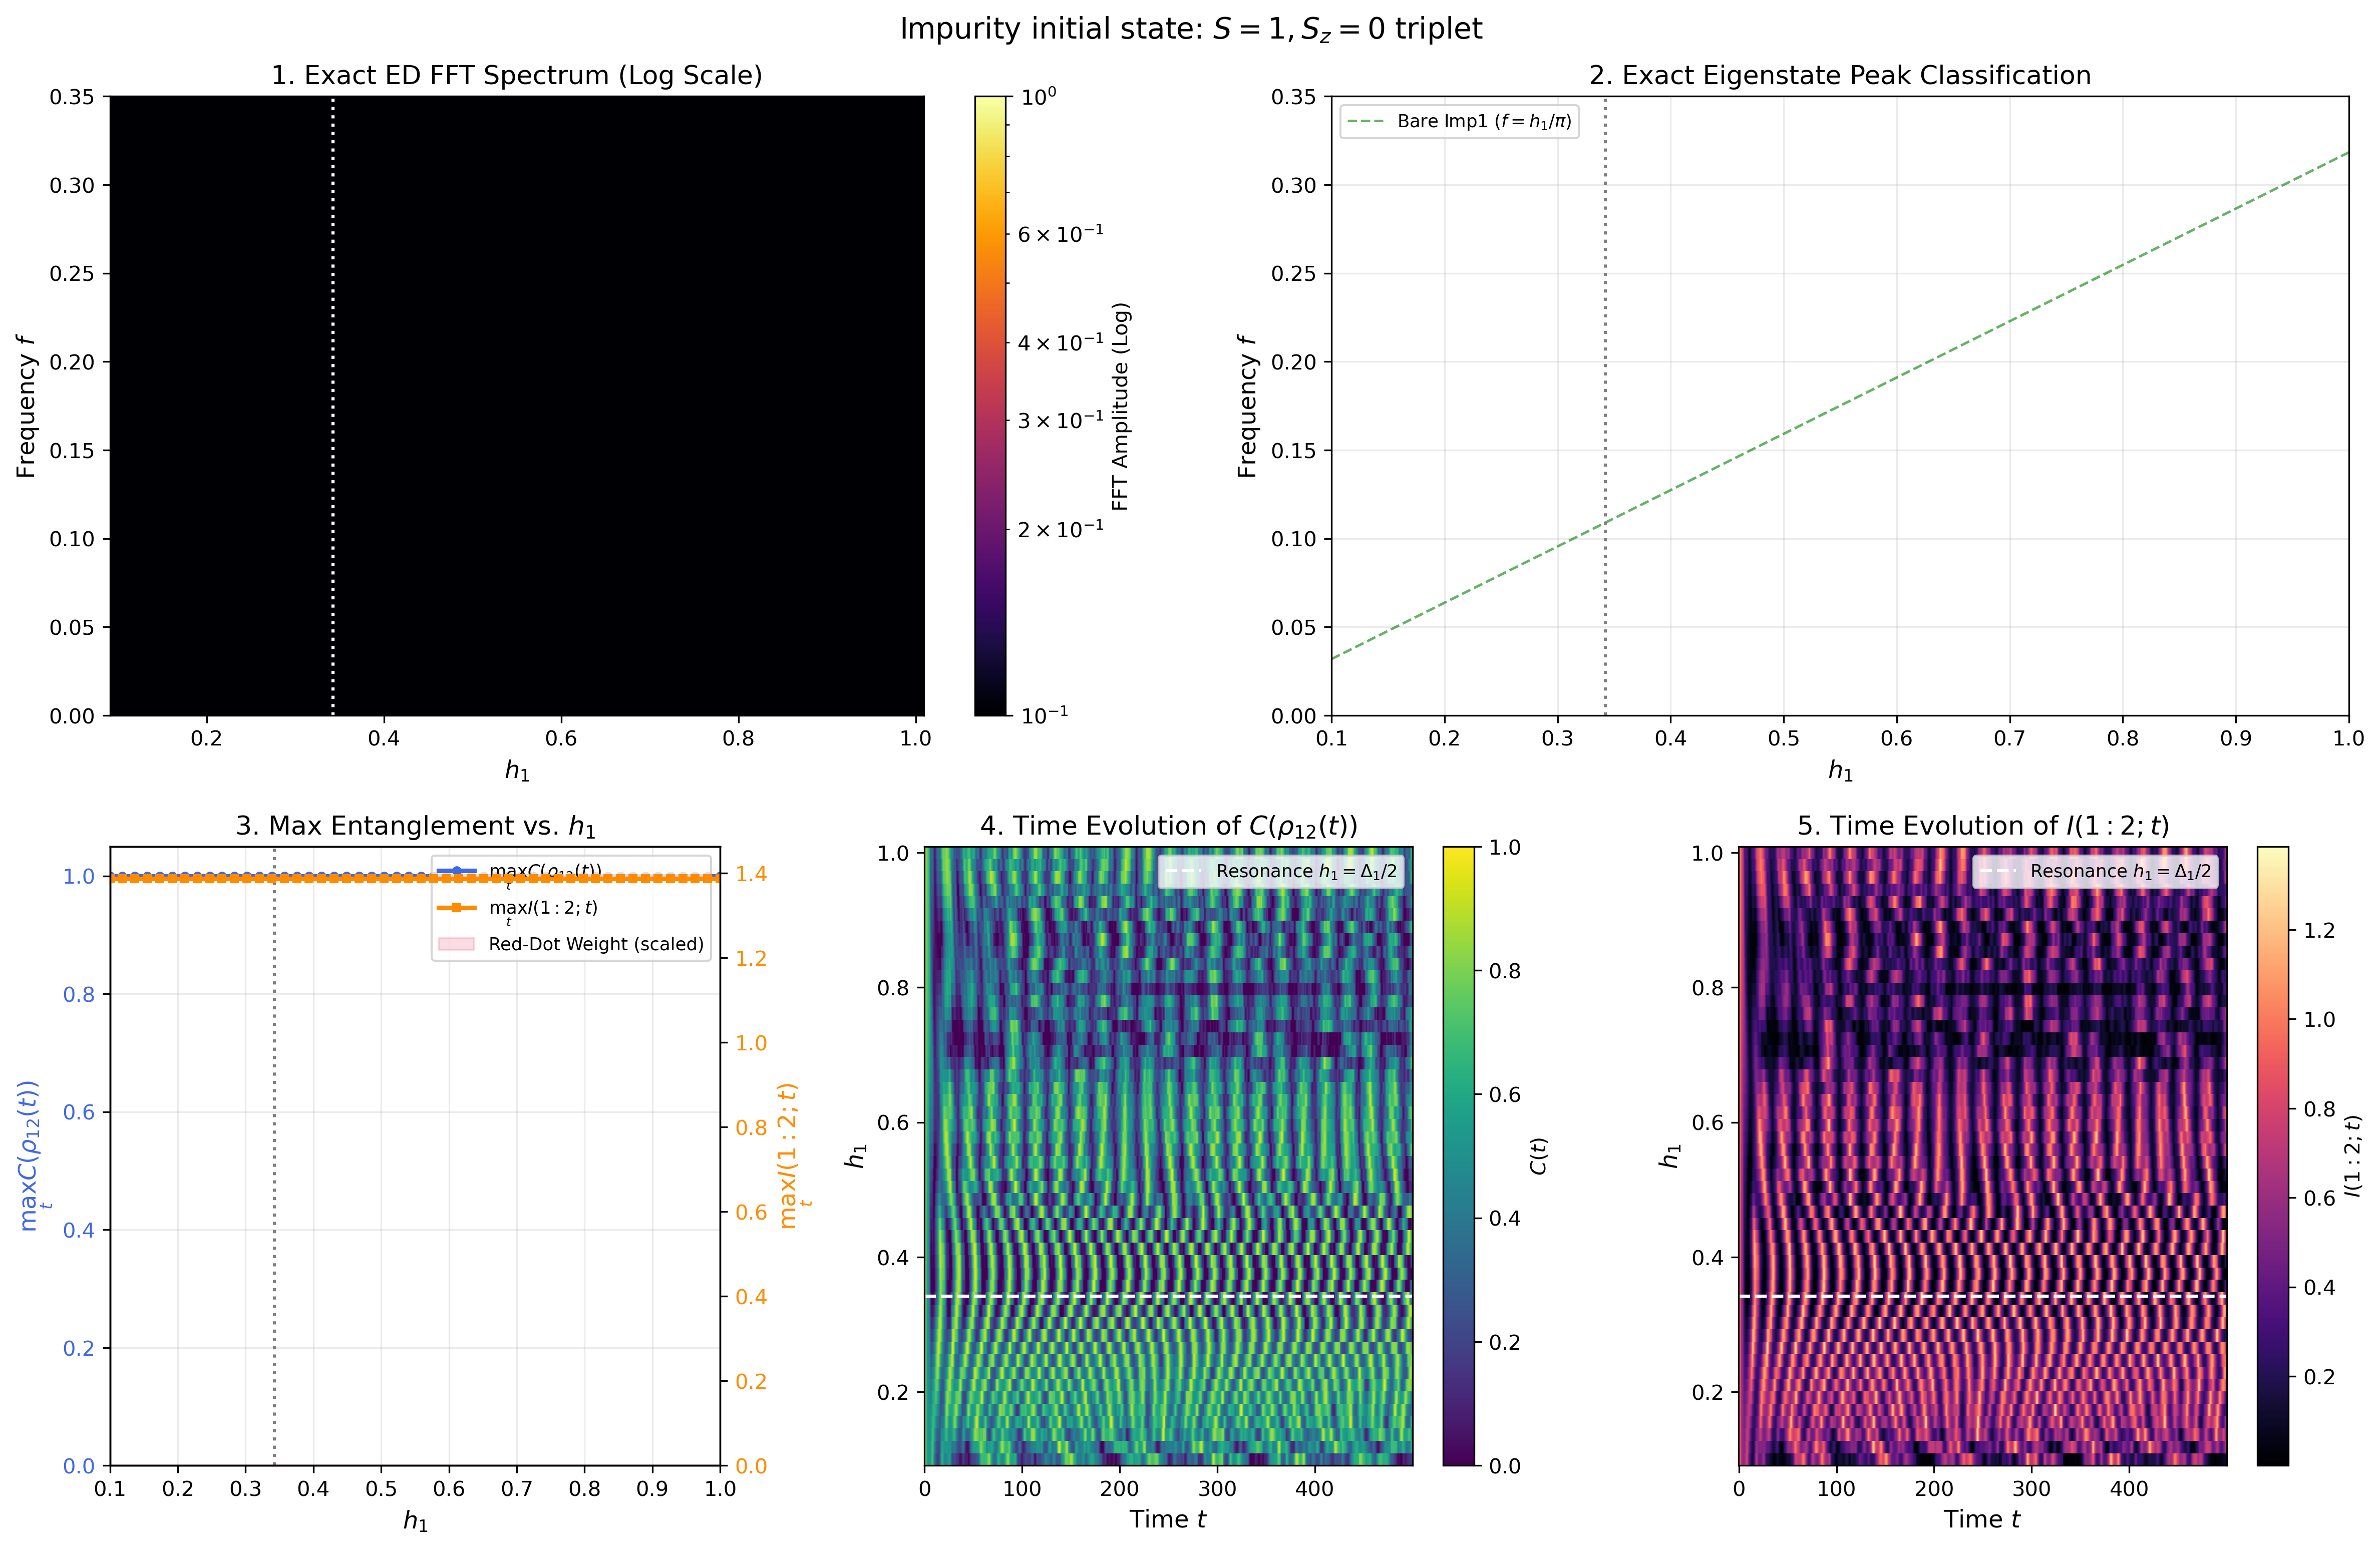 Impurity initial state: S = 1, S_z = 0 triplet
1. Exact ED FFT Spectrum (Log Scale)
0.35
0.30
0.25
0.20
0.15
0.10
0.05
0.00
Frequency f
0.2 0.4 0.6 0.8 1.0
h_1
10^0
6 × 10^{-1}
4 × 10^{-1}
3 × 10^{-1}
2 × 10^{-1}
10^{-1}
FFT Amplitude (Log)
2. Exact Eigenstate Peak Classification
Bare Imp1 (f = h_1/π)
0.35
0.30
0.25
0.20
0.15
0.10
0.05
0.00
Frequency f
0.1 0.2 0.3 0.4 0.5 0.6 0.7 0.8 0.9 1.0
h_1
3. Max Entanglement vs. h_1
max_t C(ρ_12(t))
max_t I(1 : 2; t)
Red-Dot Weight (scaled)
1.0
0.8
0.6
0.4
0.2
0.0
max_t C(ρ_12(t))
1.4
1.2
1.0
0.8
0.6
0.4
0.2
0.0
max_t I(1 : 2; t)
0.1 0.2 0.3 0.4 0.5 0.6 0.7 0.8 0.9 1.0
h_1
4. Time Evolution of C(ρ_12(t))
Resonance h_1 = Δ_1/2
1.0
0.8
0.6
0.4
0.2
h_1
0 100 200 300 400
Time t
1.0
0.8
0.6
0.4
0.2
0.0
C(t)
5. Time Evolution of I(1 : 2; t)
Resonance h_1 = Δ_1/2
1.0
0.8
0.6
0.4
0.2
h_1
0 100 200 300 400
Time t
1.2
1.0
0.8
0.6
0.4
0.2
I(1 : 2; t)